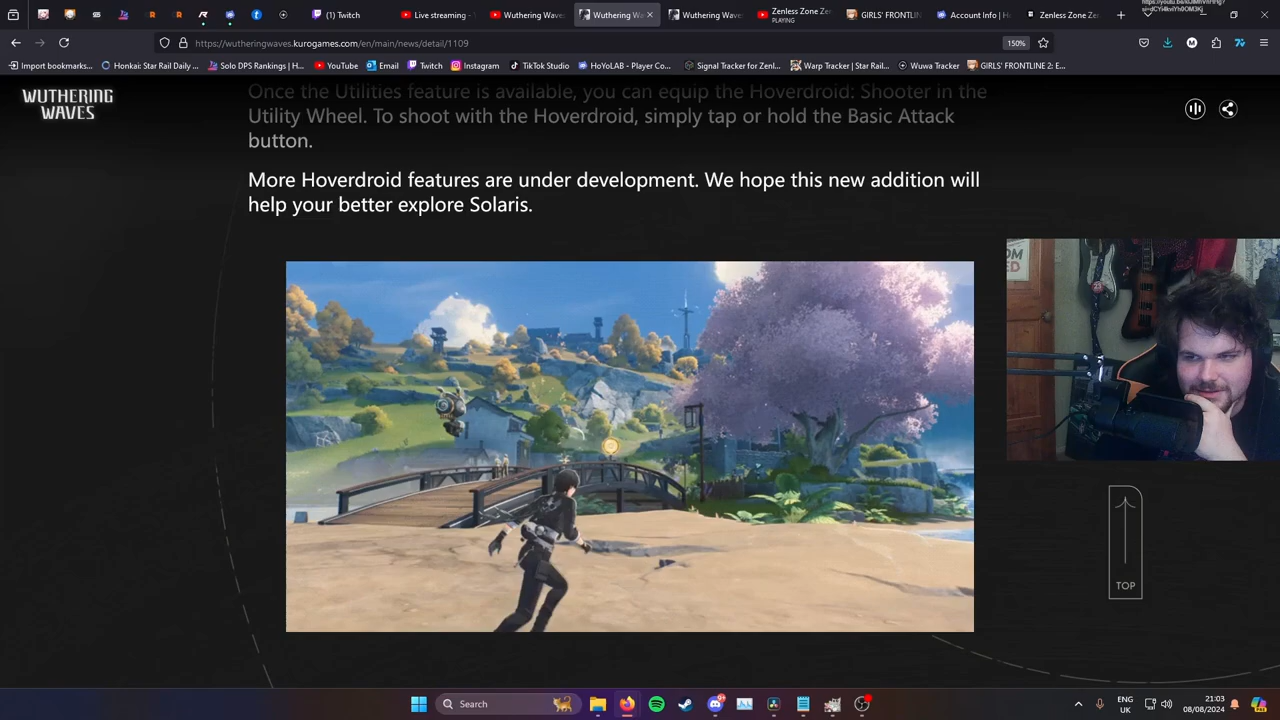 Twitch
Live streaming -
Wuthering Waves
Wuthering Wa
Wuthering Waves
Zenless Zone Zer
PLAYING
GIRLS' FRONTLIN
Account Info | H
Zenless Zone Zer
https://wutheringwaves.kurogames.com/en/main/news/detail/1109
150%
Import bookmarks...
Honkai: Star Rail Daily ...
Solo DPS Rankings | H...
YouTube
Email
Twitch
Instagram
TikTok Studio
HoYoLAB - Player Co...
Signal Tracker for Zenl...
Warp Tracker | Star Rail...
Wuwa Tracker
GIRLS' FRONTLINE 2: E...
WUTHERING
WAVES
Once the Utilities feature is available, you can equip the Hoverdroid: Shooter in the
Utility Wheel. To shoot with the Hoverdroid, simply tap or hold the Basic Attack
button.
More Hoverdroid features are under development. We hope this new addition will
help your better explore Solaris.
TOP
Search
ENG
UK
21:03
08/08/2024